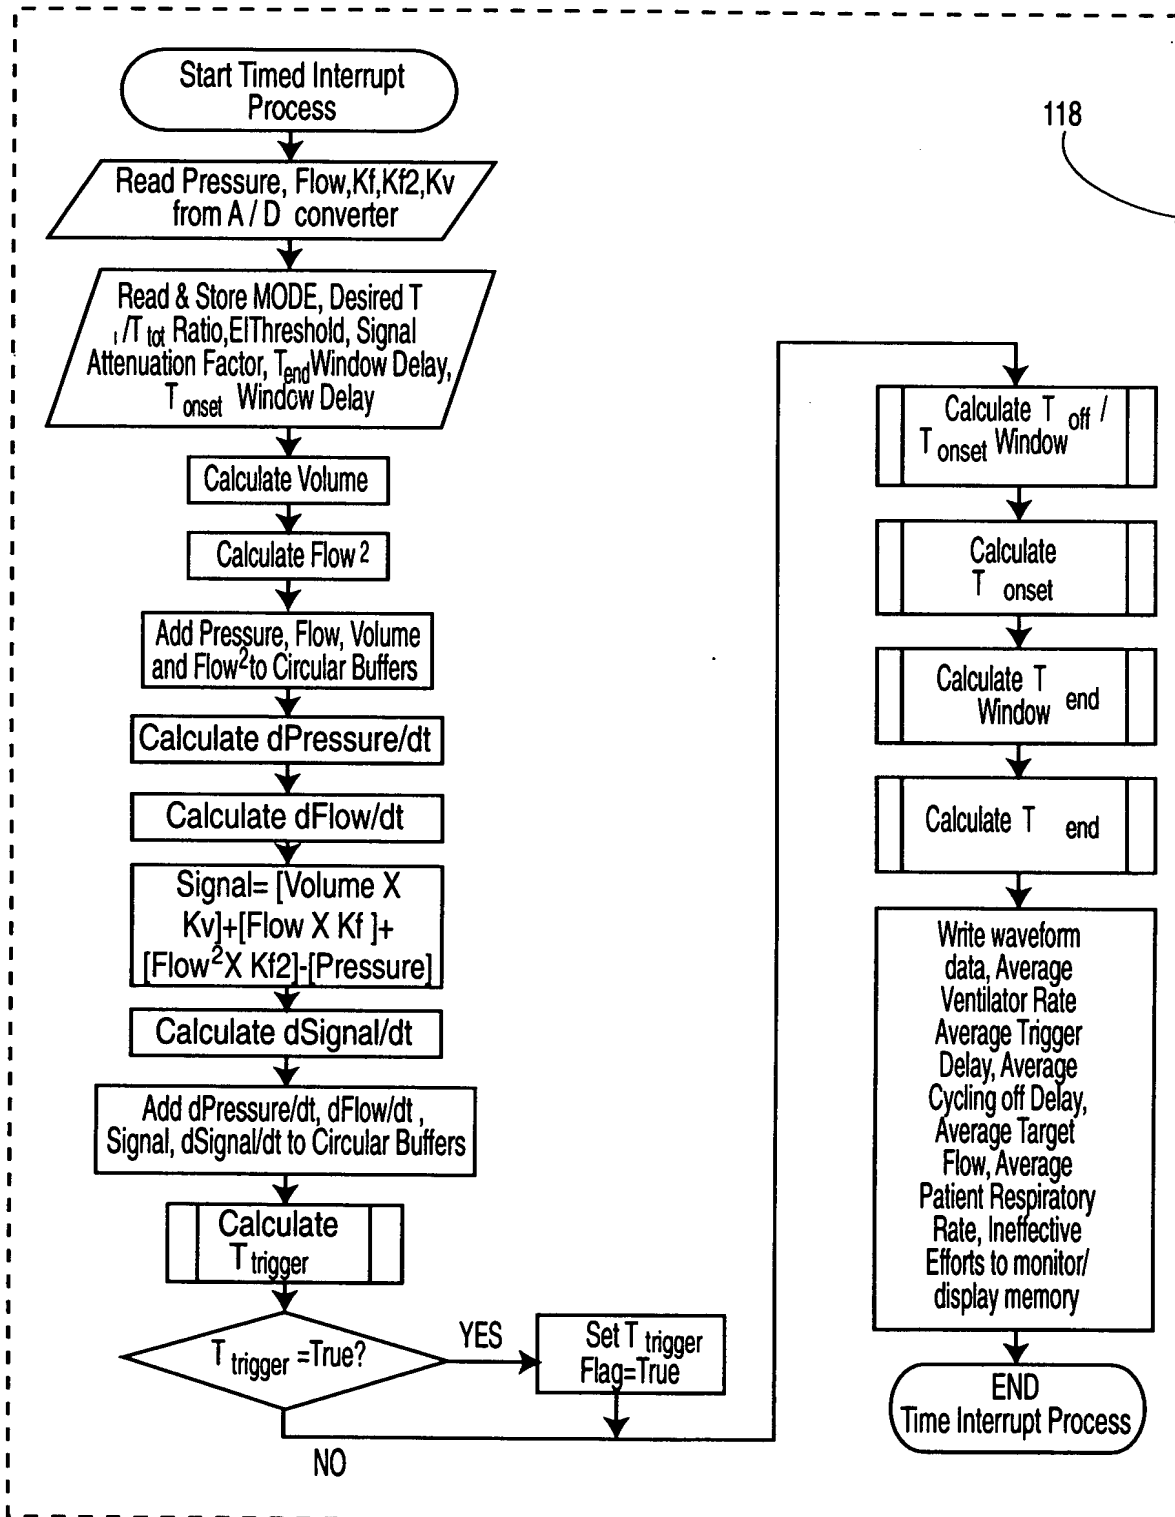 Start Timed Interrupt
Process
Read Pressure, Flow,Kf,Kf2,Kv
from A / D converter
Read & Store MODE, Desired T
I /T tot Ratio,EIThreshold, Signal
Attenuation Factor, T end Window Delay,
T onset Window Delay
Calculate Volume
Calculate Flow 2
Add Pressure, Flow, Volume
and Flow2 to Circular Buffers
Calculate dPressure/dt
Calculate dFlow/dt
Signal= [Volume X
Kv]+[Flow X Kf ]+
[Flow2 X Kf2]-[Pressure]
Calculate dSignal/dt
Add dPressure/dt, dFlow/dt ,
Signal, dSignal/dt to Circular Buffers
Calculate
T trigger
T trigger =True?
YES
Set T trigger
Flag=True
NO
118
Calculate T off /
T onset Window
Calculate
T onset
Calculate T end
Window
Calculate T end
Write waveform
data, Average
Ventilator Rate
Average Trigger
Delay, Average
Cycling off Delay,
Average Target
Flow, Average
Patient Respiratory
Rate, Ineffective
Efforts to monitor/
display memory
END
Time Interrupt Process